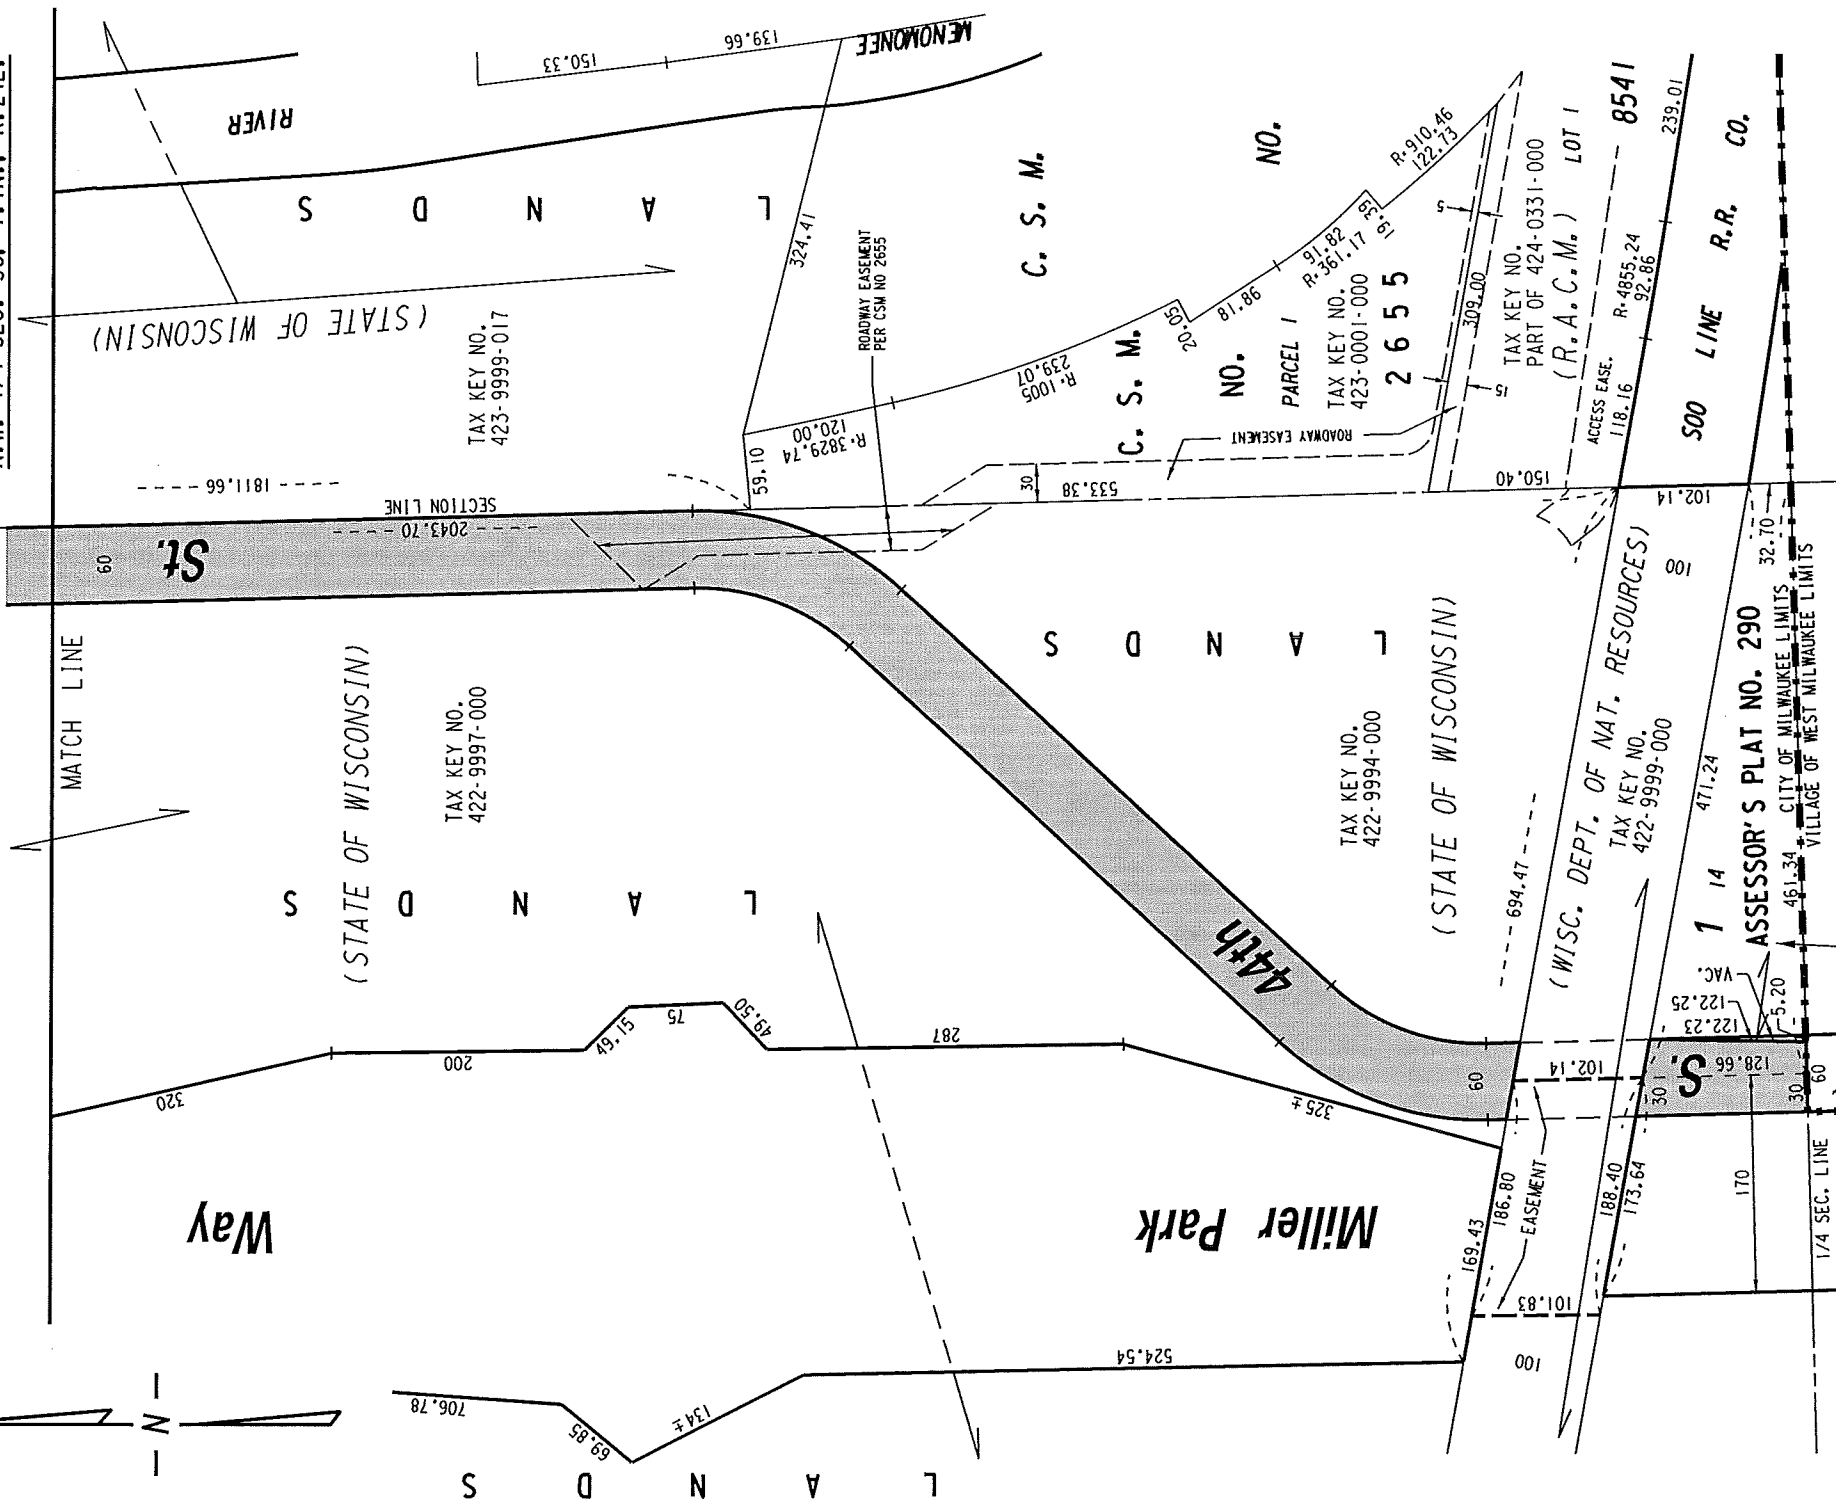 MATCH LINE
RIVER
MENOMONEE
150.33
139.66
L A N D S
(STATE OF WISCONSIN)
TAX KEY NO.
423-9999-017
324.41
59.10
R·3829.74
120.00
ROADWAY EASEMENT
PER CSM NO 2655
1811.66
SECTION LINE
2043.70
60
St.
C. S. M. NO. 8541
R·1005
239.07
20.05
81.86
91.82
R·361.17
19.39
R·910.46
122.73
C. S. M.
NO.
2655
PARCEL 1
TAX KEY NO.
423-0001-000
ROADWAY EASEMENT
30
533.38
309.00
5
15
TAX KEY NO.
PART OF 424-0331-000
(R.A.C.M.) LOT 1
ACCESS EASE.
118.16
R·4855.24
92.86
239.01
150.40
SOO LINE R.R. CO.
102.14
32.70
100
(STATE OF WISCONSIN)
TAX KEY NO.
422-9997-000
L A N D S
L A N D S
TAX KEY NO.
422-9994-000
(STATE OF WISCONSIN)
694.47
(WISC. DEPT. OF NAT. RESOURCES)
TAX KEY NO.
422-9999-000
471.24
ASSESSOR'S PLAT NO. 290
1 14
461.34
CITY OF MILWAUKEE LIMITS
VILLAGE OF WEST MILWAUKEE LIMITS
VAC.
122.25
122.23
5.20
44th
S.
128.66
30
30
60
60
102.14
320
200
49.15
75
49.50
287
325±
Miller Park
Way
169.43
186.80
EASEMENT
188.40
173.64
101.83
170
1/4 SEC. LINE
100
524.54
134±
69.85
706.78
L A N D S
N